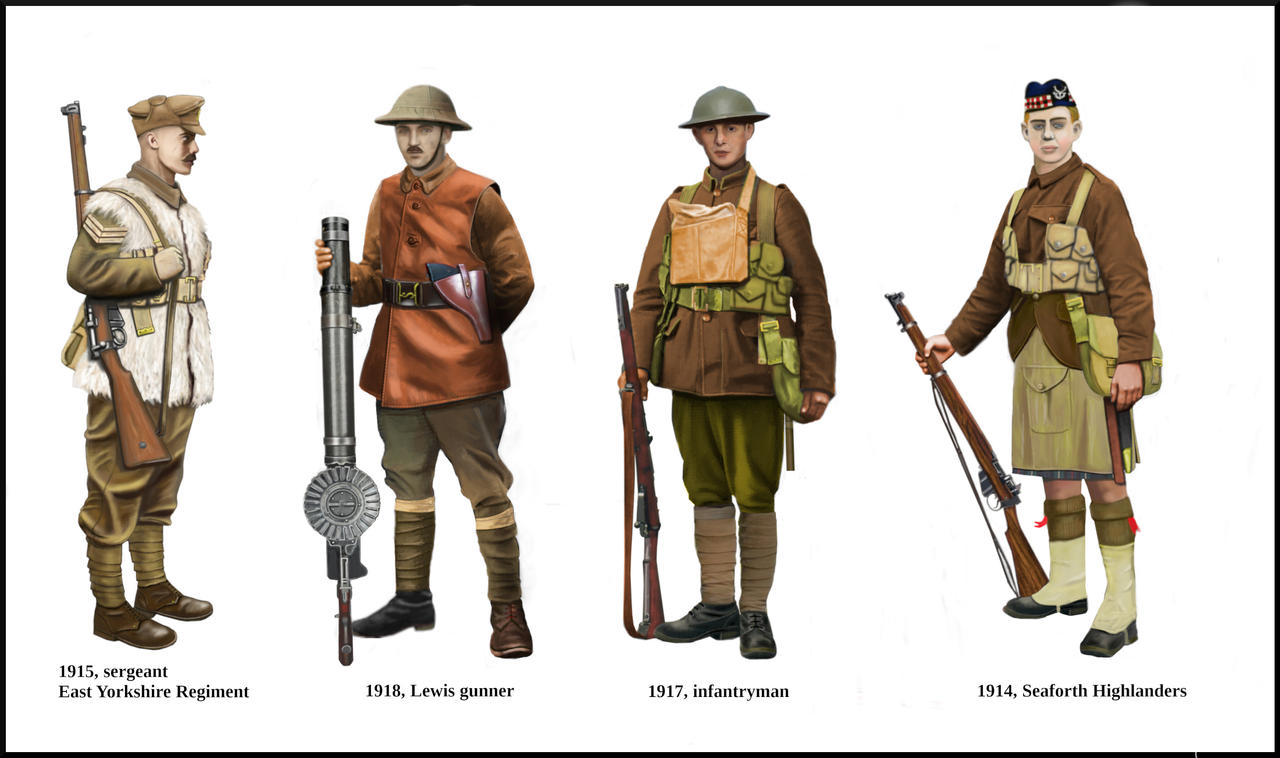 1915, sergeant
East Yorkshire Regiment
1918, Lewis gunner
1917, infantryman
1914, Seaforth Highlanders